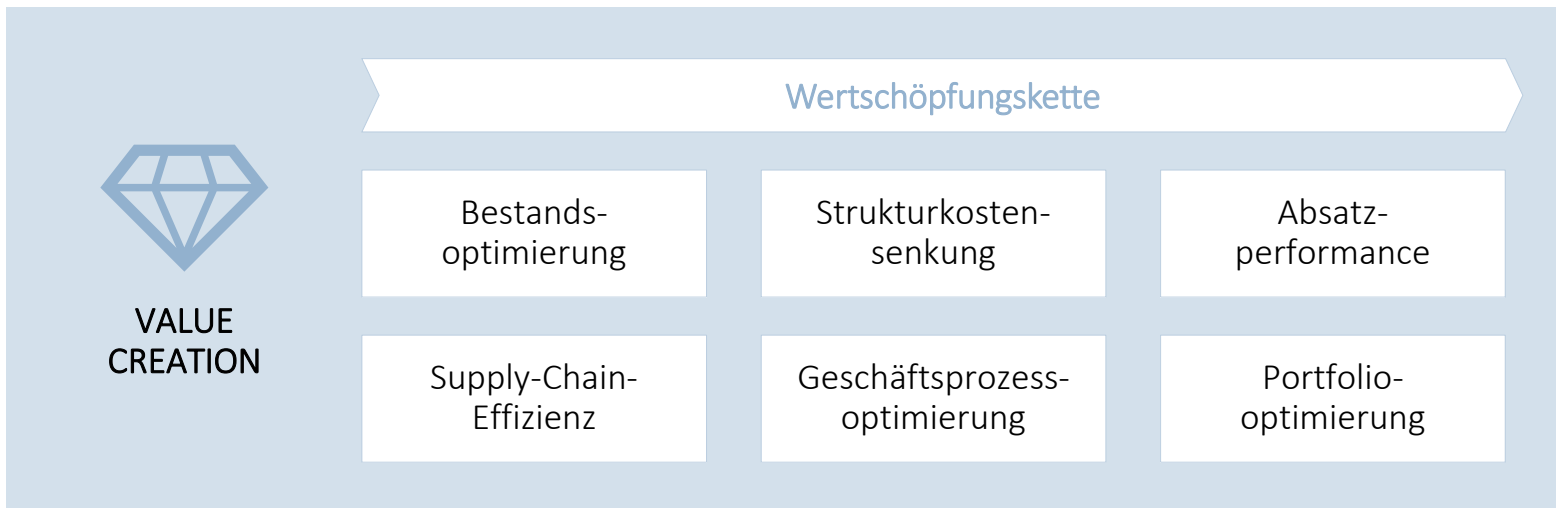 Wertschöpfungskette
VALUE
CREATION
Bestands-
optimierung
Strukturkosten-
senkung
Absatz-
performance
Supply-Chain-
Effizienz
Geschäftsprozess-
optimierung
Portfolio-
optimierung